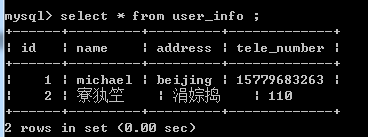 mysql> select * from user_info ;
+------+---------+---------+-------------+
| id   | name    | address | tele_number |
+------+---------+---------+-------------+
|    1 | michael | beijing | 15779683263 |
|    2 | 寮犱笁  | 涓婃捣  | 110         |
+------+---------+---------+-------------+
2 rows in set (0.00 sec)